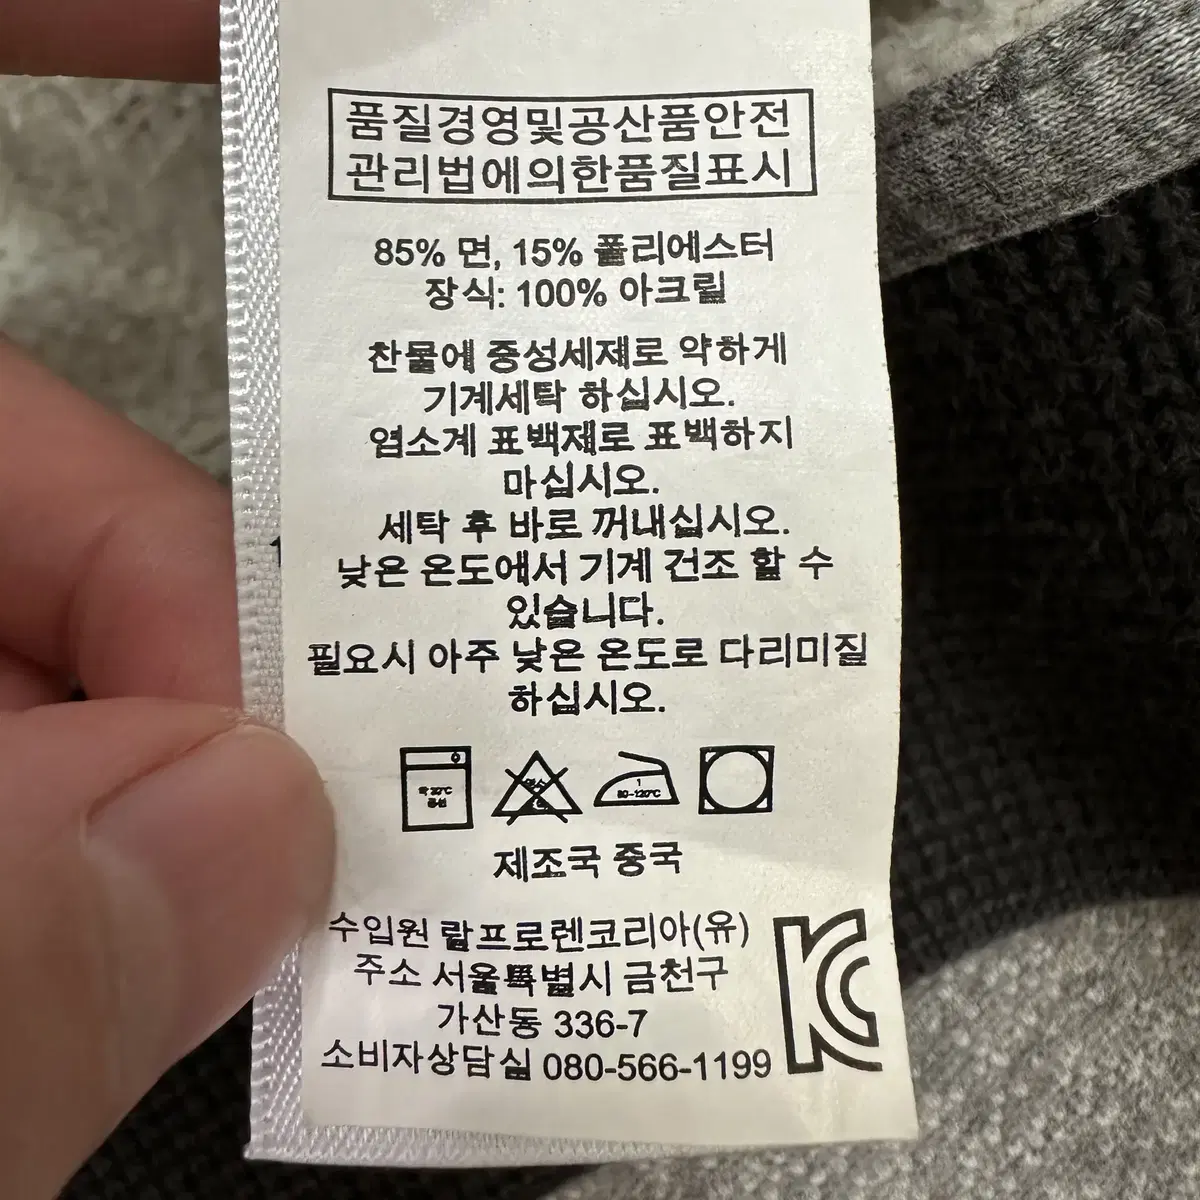 품질경영및공산품안전
관리법에의한품질표시
85% 면, 15% 폴리에스터
장식: 100% 아크릴
찬물에 중성세제로 약하게
기계세탁 하십시오.
염소계 표백제로 표백하지
마십시오.
세탁 후 바로 꺼내십시오.
낮은 온도에서 기계 건조 할 수
있습니다.
필요시 아주 낮은 온도로 다리미질
하십시오.
약 30°C
중성
1
80~120°C
제조국 중국
수입원 랄프로렌코리아(유)
주소 서울특별시 금천구
가산동 336-7
소비자상담실 080-566-1199